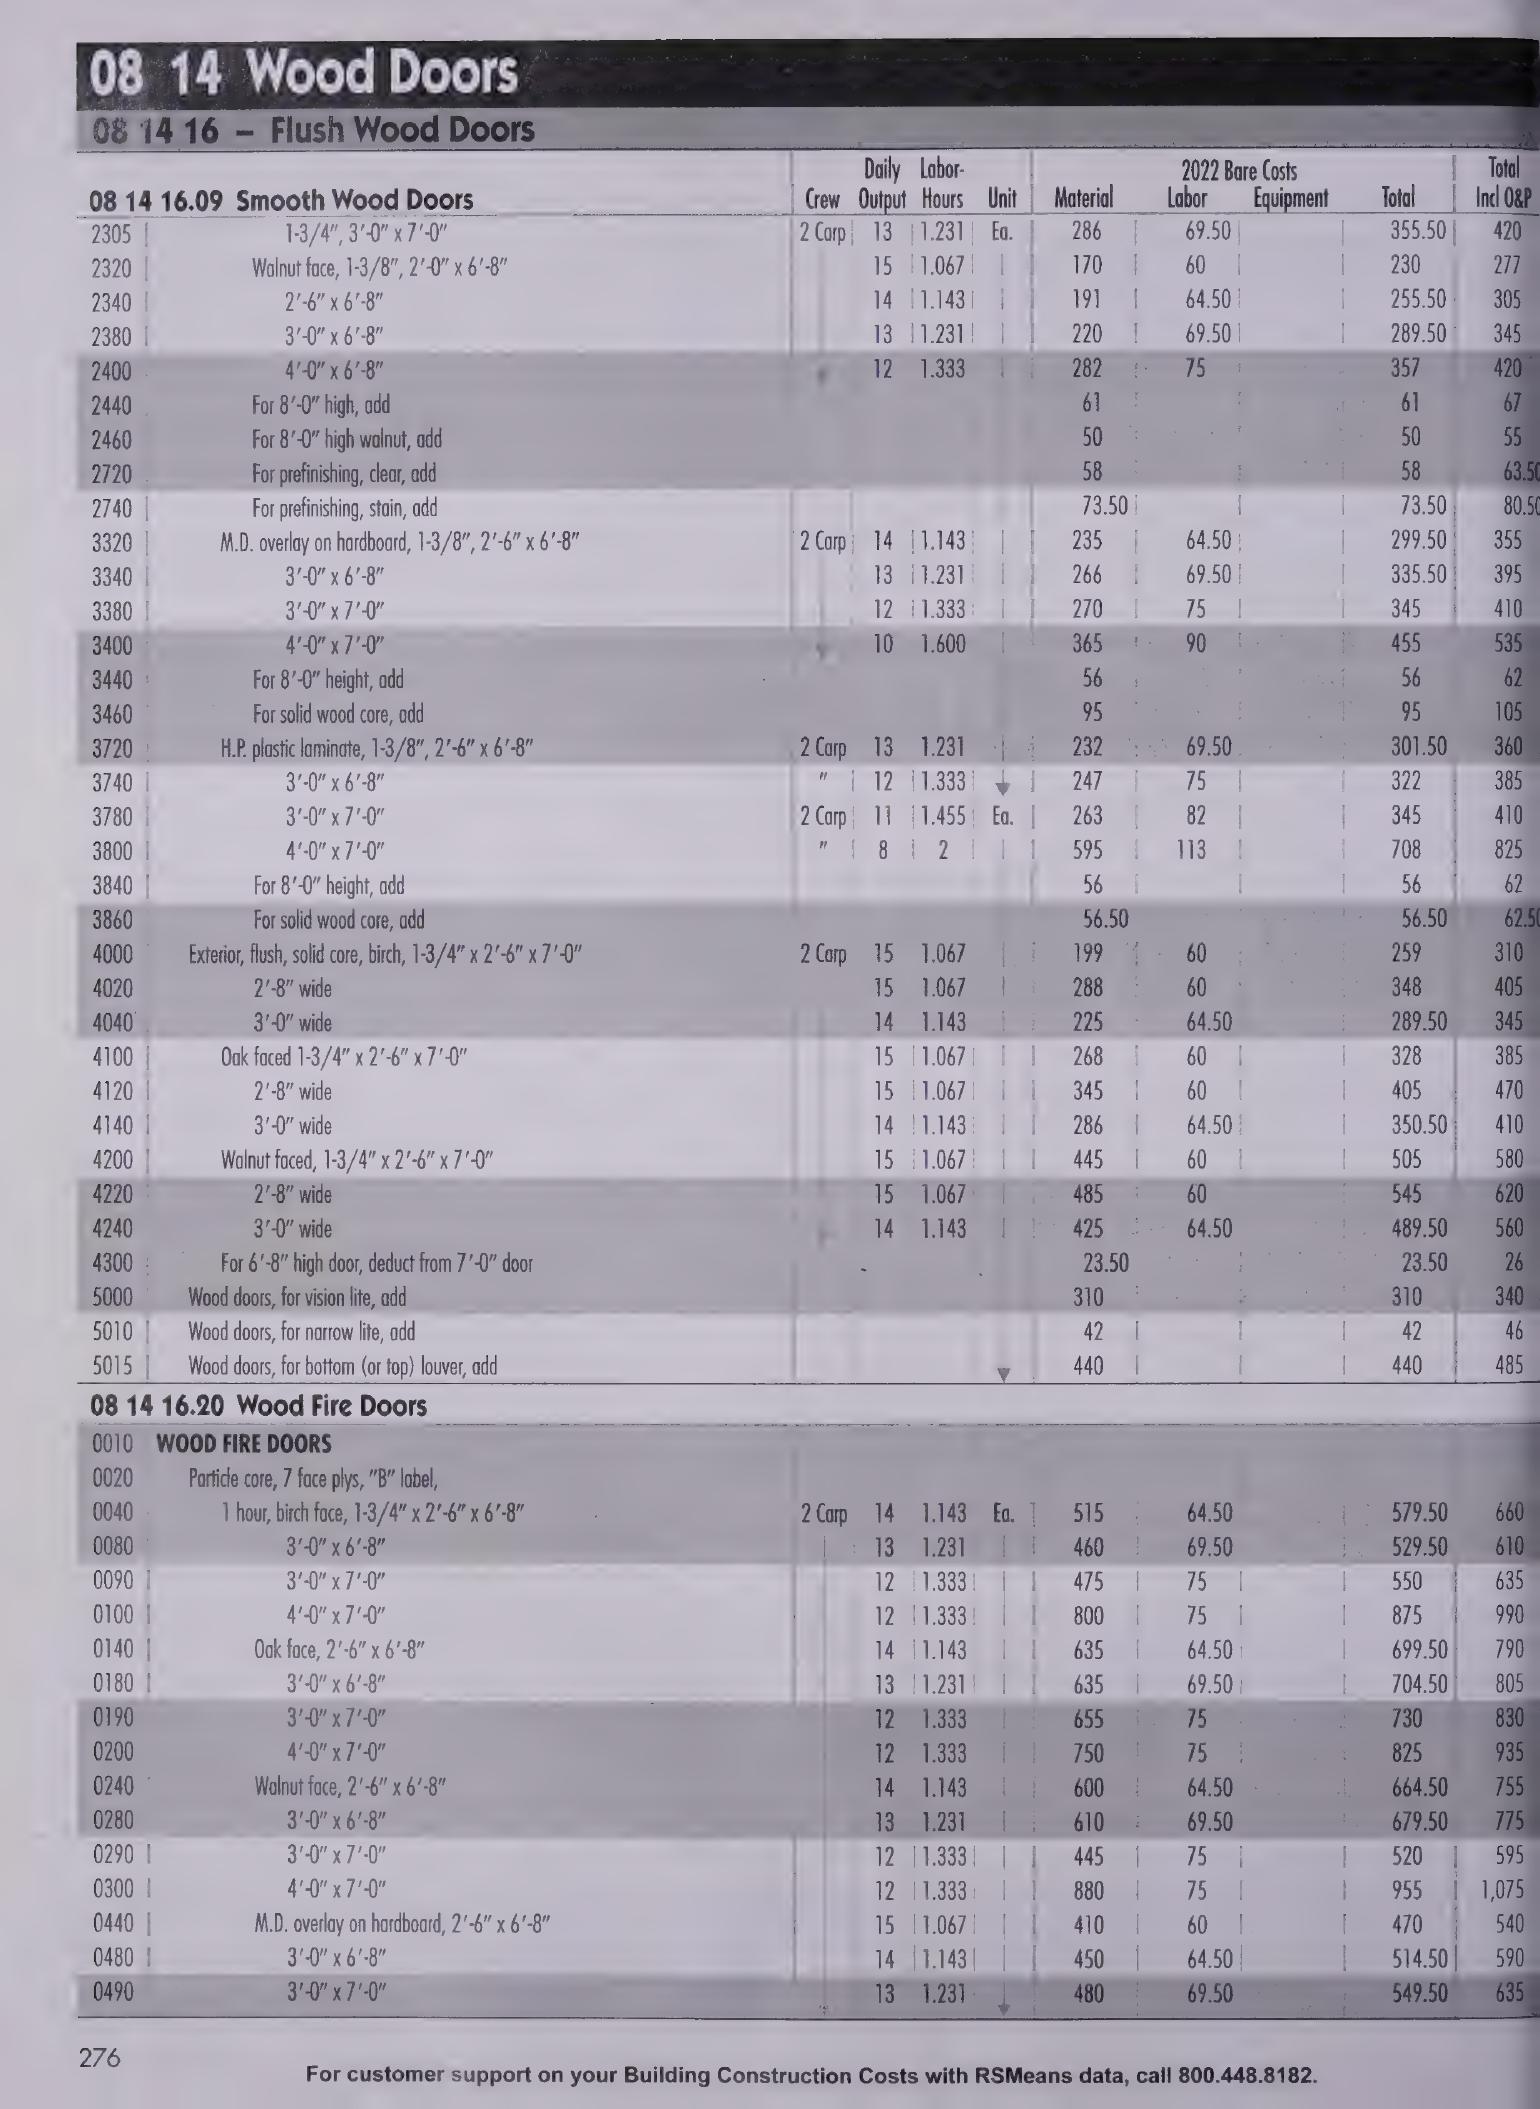 08 14 Wood Doors
08 14 16 – Flush Wood Doors
Daily Labor- 2022 Bare Costs Total
08 14 16.09 Smooth Wood Doors Crew Output Hours Unit Material Labor Equipment Total Incl O&P
2305 1-3/4", 3'-0" x 7'-0" 2 Carp 13 1.231 Ea. 286 69.50 355.50 420
2320 Walnut face, 1-3/8", 2'-0" x 6'-8" 15 1.067 170 60 230 277
2340 2'-6" x 6'-8" 14 1.143 191 64.50 255.50 305
2380 3'-0" x 6'-8" 13 1.231 220 69.50 289.50 345
2400 4'-0" x 6'-8" 12 1.333 282 75 357 420
2440 For 8'-0" high, add 61 61 67
2460 For 8'-0" high walnut, add 50 50 55
2720 For prefinishing, clear, add 58 58 63.50
2740 For prefinishing, stain, add 73.50 73.50 80.50
3320 M.D. overlay on hardboard, 1-3/8", 2'-6" x 6'-8" 2 Carp 14 1.143 235 64.50 299.50 355
3340 3'-0" x 6'-8" 13 1.231 266 69.50 335.50 395
3380 3'-0" x 7'-0" 12 1.333 270 75 345 410
3400 4'-0" x 7'-0" 10 1.600 365 90 455 535
3440 For 8'-0" height, add 56 56 62
3460 For solid wood core, add 95 95 105
3720 H.P. plastic laminate, 1-3/8", 2'-6" x 6'-8" 2 Carp 13 1.231 232 69.50 301.50 360
3740 3'-0" x 6'-8" " 12 1.333 247 75 322 385
3780 3'-0" x 7'-0" 2 Carp 11 1.455 Ea. 263 82 345 410
3800 4'-0" x 7'-0" " 8 2 595 113 708 825
3840 For 8'-0" height, add 56 56 62
3860 For solid wood core, add 56.50 56.50 62.50
4000 Exterior, flush, solid core, birch, 1-3/4" x 2'-6" x 7'-0" 2 Carp 15 1.067 199 60 259 310
4020 2'-8" wide 15 1.067 288 60 348 405
4040 3'-0" wide 14 1.143 225 64.50 289.50 345
4100 Oak faced 1-3/4" x 2'-6" x 7'-0" 15 1.067 268 60 328 385
4120 2'-8" wide 15 1.067 345 60 405 470
4140 3'-0" wide 14 1.143 286 64.50 350.50 410
4200 Walnut faced, 1-3/4" x 2'-6" x 7'-0" 15 1.067 445 60 505 580
4220 2'-8" wide 15 1.067 485 60 545 620
4240 3'-0" wide 14 1.143 425 64.50 489.50 560
4300 For 6'-8" high door, deduct from 7'-0" door 23.50 23.50 26
5000 Wood doors, for vision lite, add 310 310 340
5010 Wood doors, for narrow lite, add 42 42 46
5015 Wood doors, for bottom (or top) louver, add 440 440 485
08 14 16.20 Wood Fire Doors
0010 WOOD FIRE DOORS
0020 Particle core, 7 face plys, "B" label,
0040 1 hour, birch face, 1-3/4" x 2'-6" x 6'-8" 2 Carp 14 1.143 Ea. 515 64.50 579.50 660
0080 3'-0" x 6'-8" 13 1.231 460 69.50 529.50 610
0090 3'-0" x 7'-0" 12 1.333 475 75 550 635
0100 4'-0" x 7'-0" 12 1.333 800 75 875 990
0140 Oak face, 2'-6" x 6'-8" 14 1.143 635 64.50 699.50 790
0180 3'-0" x 6'-8" 13 1.231 635 69.50 704.50 805
0190 3'-0" x 7'-0" 12 1.333 655 75 730 830
0200 4'-0" x 7'-0" 12 1.333 750 75 825 935
0240 Walnut face, 2'-6" x 6'-8" 14 1.143 600 64.50 664.50 755
0280 3'-0" x 6'-8" 13 1.231 610 69.50 679.50 775
0290 3'-0" x 7'-0" 12 1.333 445 75 520 595
0300 4'-0" x 7'-0" 12 1.333 880 75 955 1,075
0440 M.D. overlay on hardboard, 2'-6" x 6'-8" 15 1.067 410 60 470 540
0480 3'-0" x 6'-8" 14 1.143 450 64.50 514.50 590
0490 3'-0" x 7'-0" 13 1.231 480 69.50 549.50 635
276
For customer support on your Building Construction Costs with RSMeans data, call 800.448.8182.